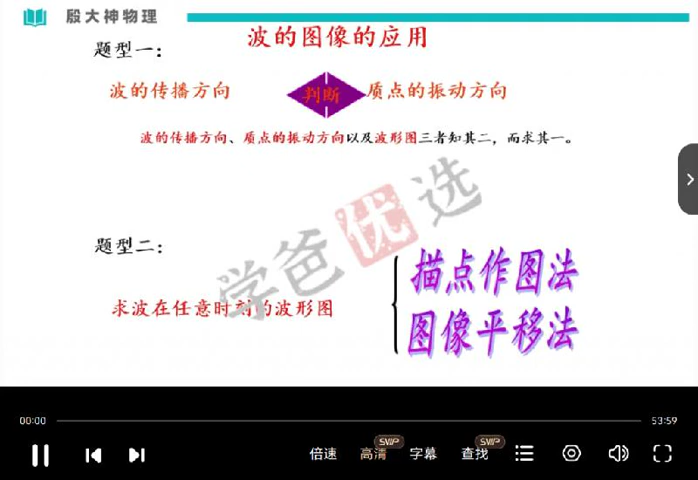 殷大神物理
波的图像的应用
题型一：
波的传播方向 判断 质点的振动方向
波的传播方向、质点的振动方向以及波形图三者知其二，而求其一。
学爸优选
题型二：
描点作图法
求波在任意时刻的波形图
图像平移法
00:00 53:59
倍速 高清 SVIP 字幕 查找 SVIP